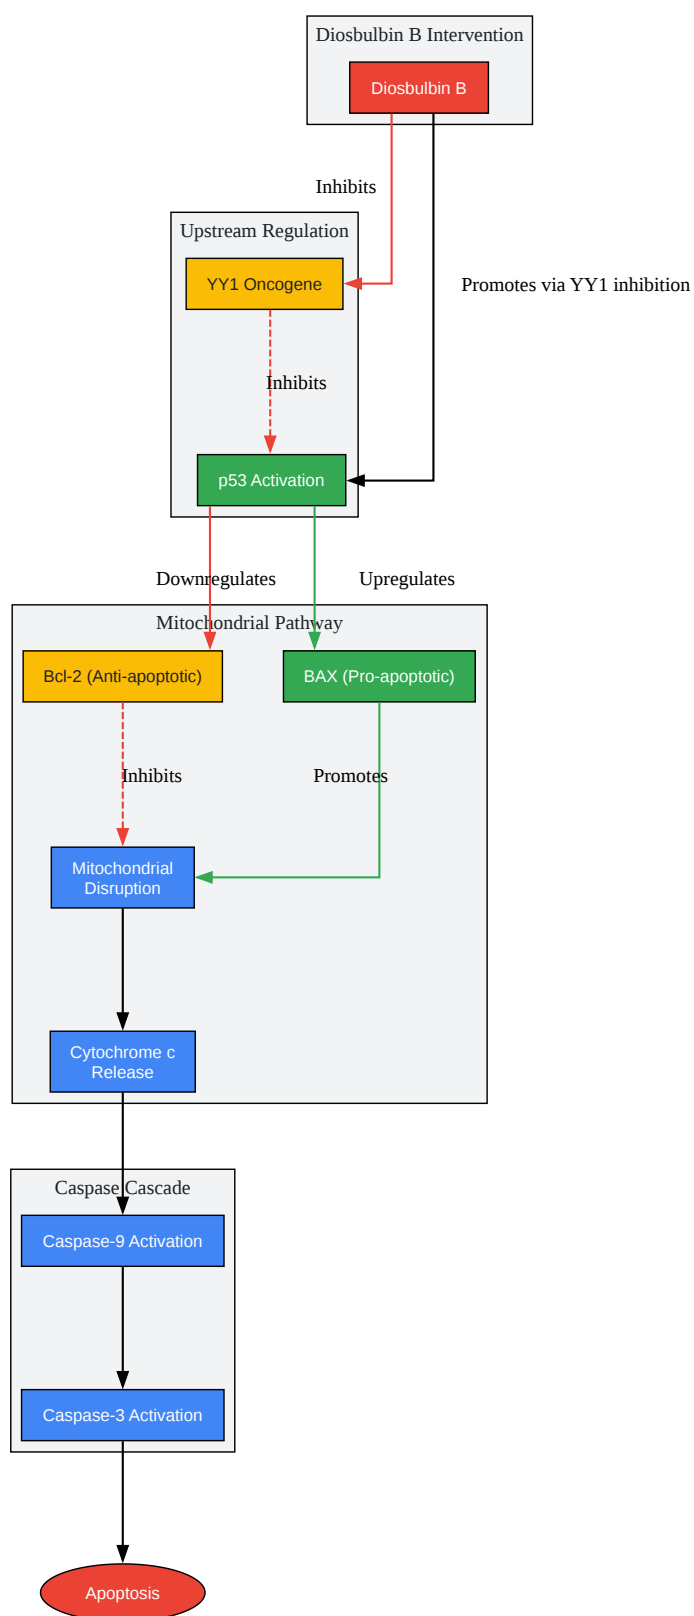 Diosbulbin B Intervention
Diosbulbin B
Inhibits
Upstream Regulation
YY1 Oncogene
Promotes via YY1 inhibition
Inhibits
p53 Activation
Downregulates
Upregulates
Mitochondrial Pathway
Bcl-2 (Anti-apoptotic)
BAX (Pro-apoptotic)
Inhibits
Promotes
Mitochondrial
Disruption
Cytochrome c
Release
Caspase Cascade
Caspase-9 Activation
Caspase-3 Activation
Apoptosis